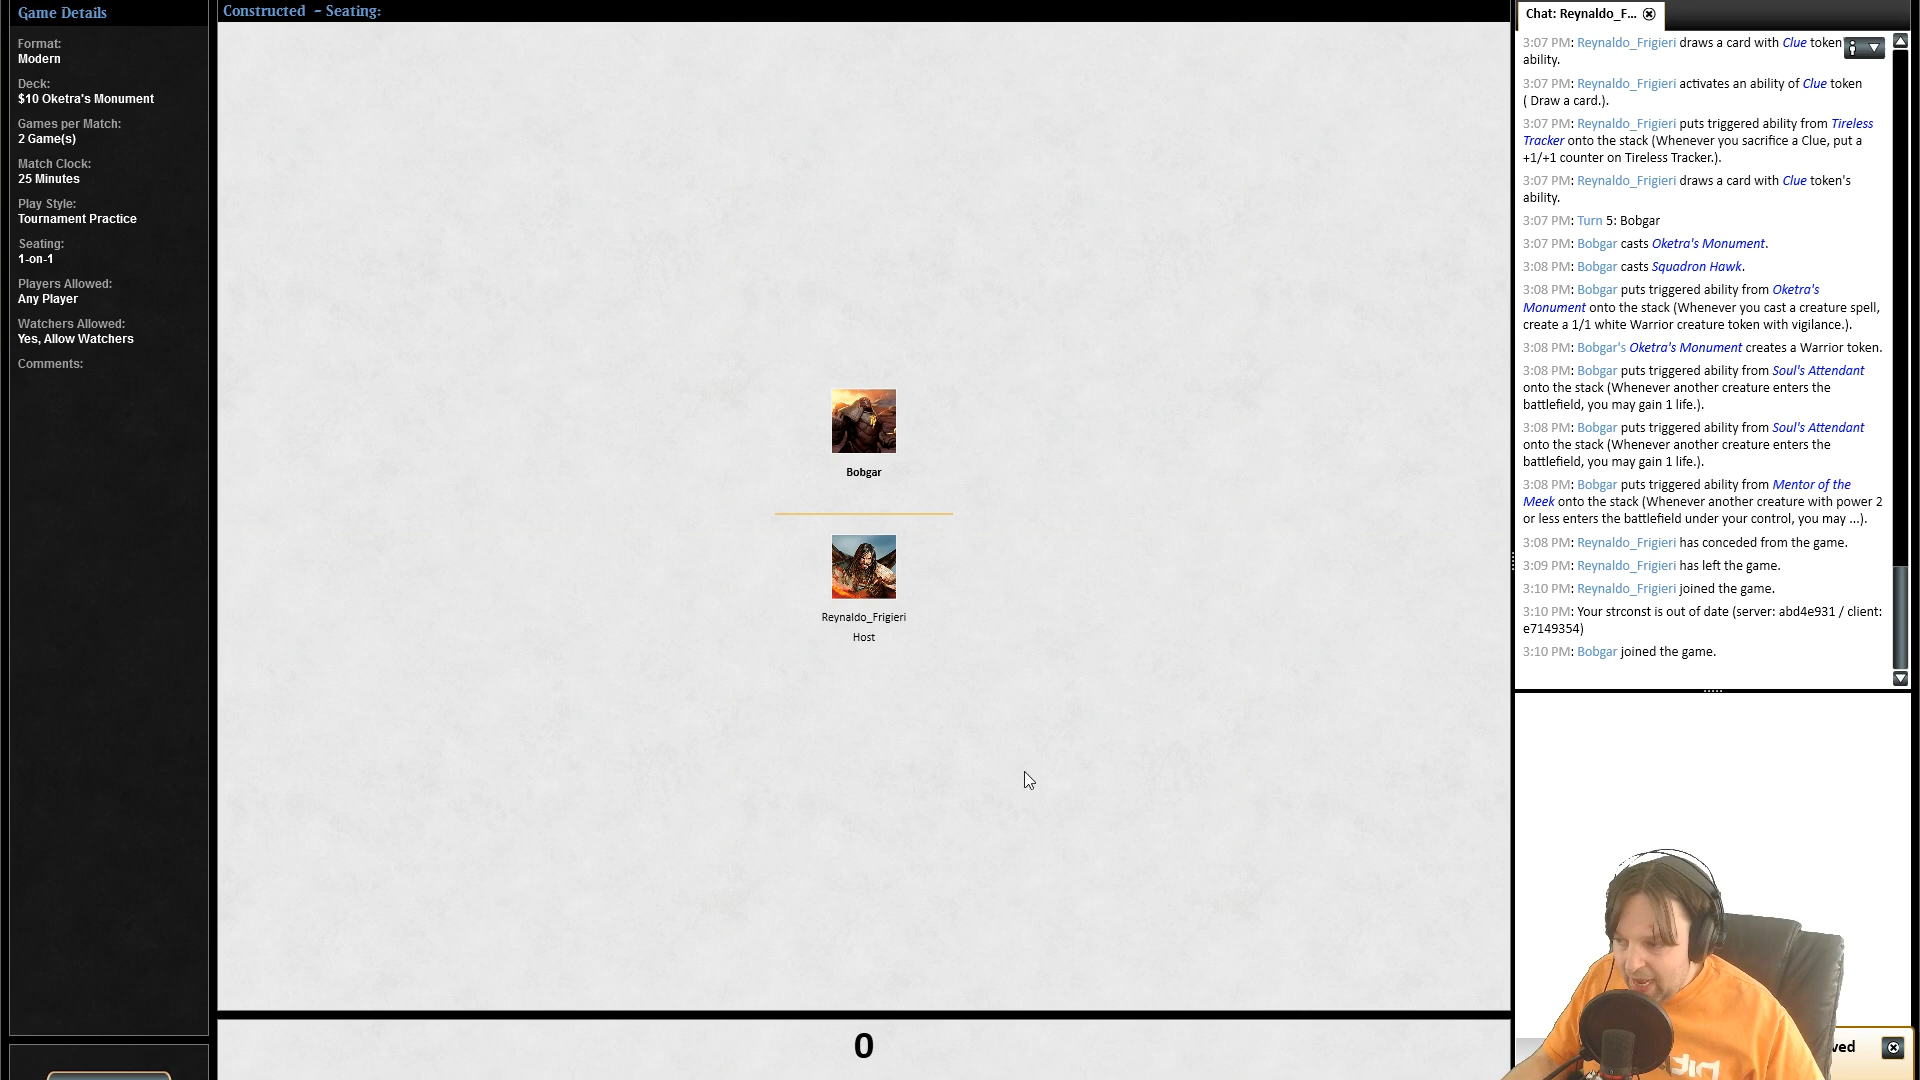 Game Details
Format:
Modern
Deck:
$10 Oketra's Monument
Games per Match:
2 Game(s)
Match Clock:
25 Minutes
Play Style:
Tournament Practice
Seating:
1-on-1
Players Allowed:
Any Player
Watchers Allowed:
Yes, Allow Watchers
Comments:
Constructed - Seating:
Bobgar
Reynaldo_Frigieri
Host
0
Chat: Reynaldo_F...
3:07 PM: Reynaldo_Frigieri draws a card with Clue token
ability.
3:07 PM: Reynaldo_Frigieri activates an ability of Clue token
( Draw a card.).
3:07 PM: Reynaldo_Frigieri puts triggered ability from Tireless
Tracker onto the stack (Whenever you sacrifice a Clue, put a
+1/+1 counter on Tireless Tracker.).
3:07 PM: Reynaldo_Frigieri draws a card with Clue token's
ability.
3:07 PM: Turn 5: Bobgar
3:07 PM: Bobgar casts Oketra's Monument.
3:08 PM: Bobgar casts Squadron Hawk.
3:08 PM: Bobgar puts triggered ability from Oketra's
Monument onto the stack (Whenever you cast a creature spell,
create a 1/1 white Warrior creature token with vigilance.).
3:08 PM: Bobgar's Oketra's Monument creates a Warrior token.
3:08 PM: Bobgar puts triggered ability from Soul's Attendant
onto the stack (Whenever another creature enters the
battlefield, you may gain 1 life.).
3:08 PM: Bobgar puts triggered ability from Soul's Attendant
onto the stack (Whenever another creature enters the
battlefield, you may gain 1 life.).
3:08 PM: Bobgar puts triggered ability from Mentor of the
Meek onto the stack (Whenever another creature with power 2
or less enters the battlefield under your control, you may ...).
3:08 PM: Reynaldo_Frigieri has conceded from the game.
3:09 PM: Reynaldo_Frigieri has left the game.
3:10 PM: Reynaldo_Frigieri joined the game.
3:10 PM: Your strconst is out of date (server: abd4e931 / client:
e7149354)
3:10 PM: Bobgar joined the game.
ved